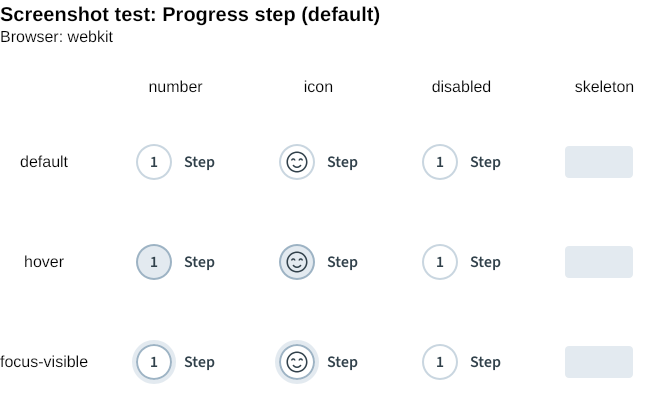 Screenshot test: Progress step (default)
Browser: webkit
number icon disabled skeleton
default 1 Step Step 1 Step
hover 1 Step Step 1 Step
focus-visible 1 Step Step 1 Step